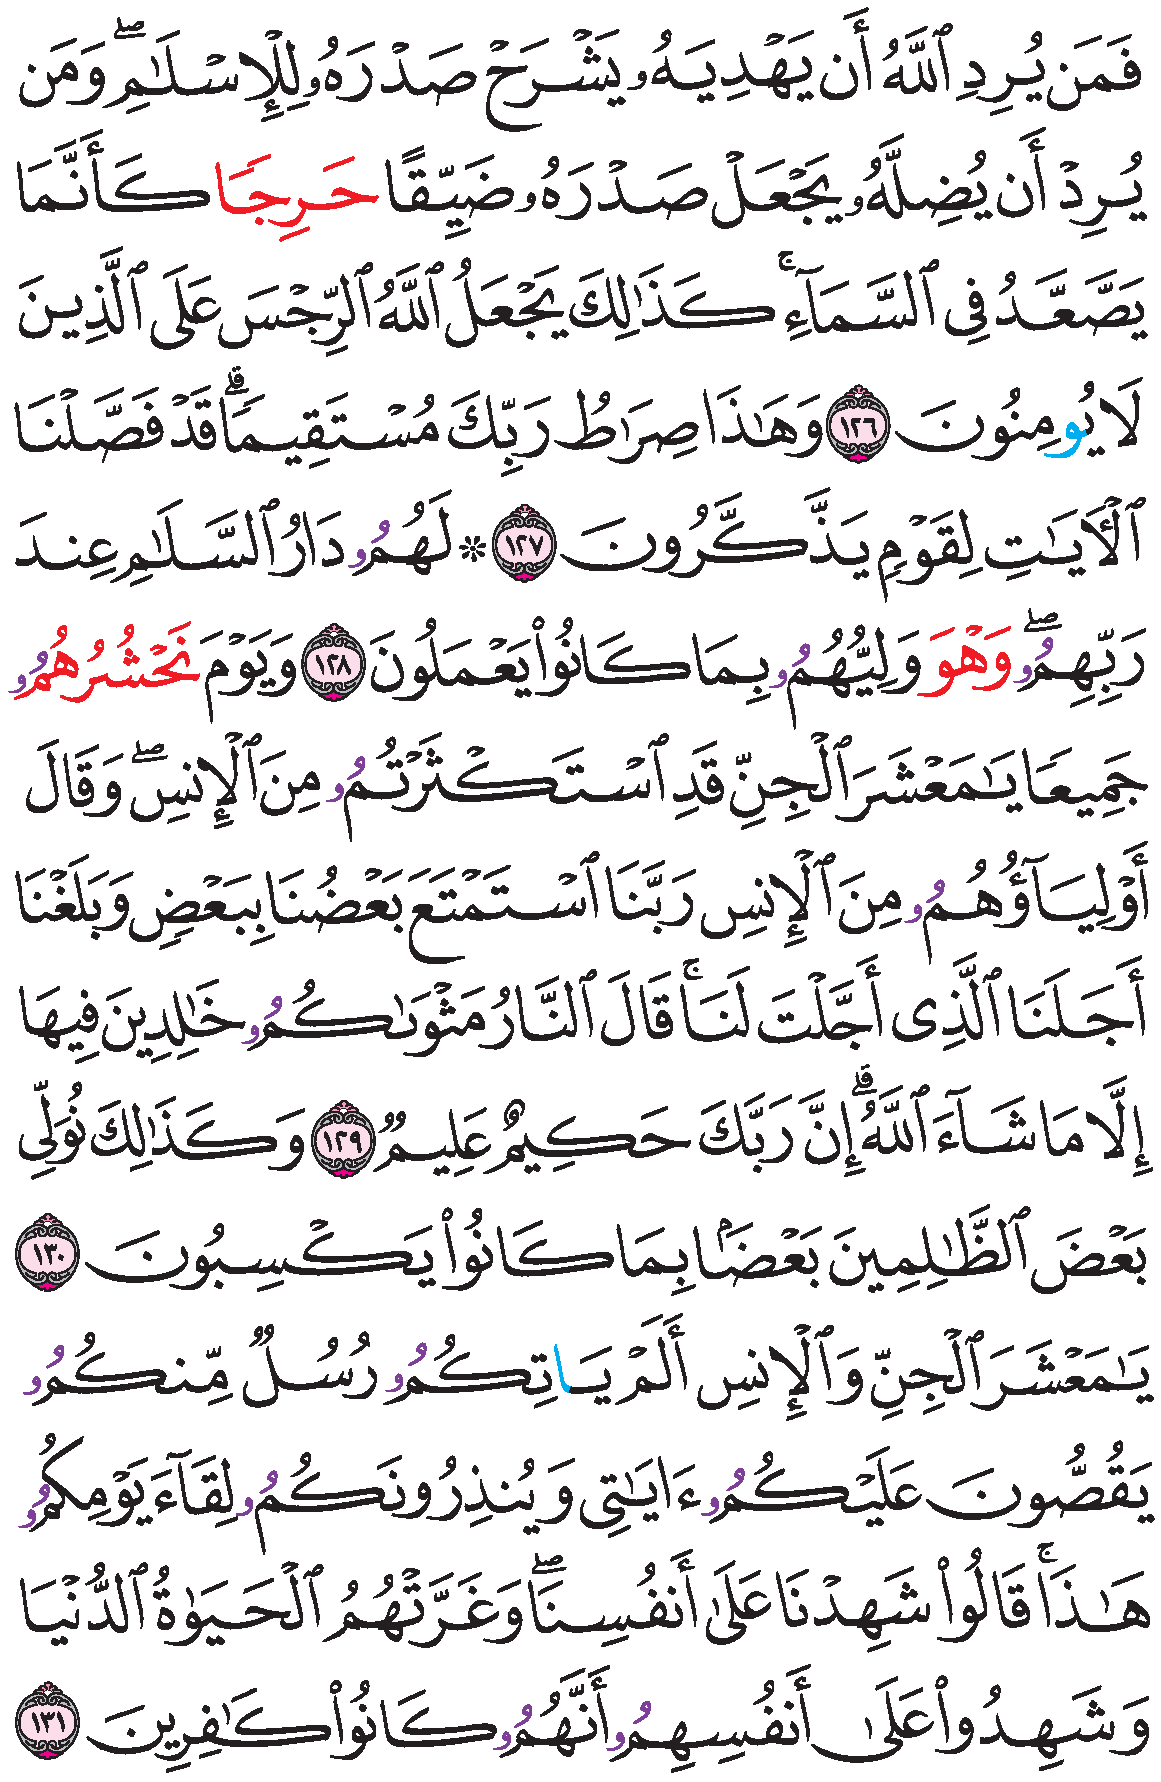 فَمَن يُرِدِ ٱللَّهُ أَن يَهْدِيَهُۥ يَشْرَحْ صَدْرَهُۥ لِلْإِسْلَٰمِۖ وَمَن
يُرِدْ أَن يُضِلَّهُۥ يَجْعَلْ صَدْرَهُۥ ضَيِّقًا حَرِجًا كَأَنَّمَا
يَصَّعَّدُ فِى ٱلسَّمَآءِۚ كَذَٰلِكَ يَجْعَلُ ٱللَّهُ ٱلرِّجْسَ عَلَى ٱلَّذِينَ
لَا يُومِنُونَ ١٢٦ وَهَٰذَا صِرَٰطُ رَبِّكَ مُسْتَقِيمًاۗ قَدْ فَصَّلْنَا
ٱلْأٓيَٰتِ لِقَوْمٍ يَذَّكَّرُونَ ١٢٧ ۞ لَهُمُۥ دَارُ ٱلسَّلَٰمِ عِندَ
رَبِّهِمُۥۖ وَهْوَ وَلِيُّهُمُۥ بِمَا كَانُوا۟ يَعْمَلُونَ ١٢٨ وَيَوْمَ نَحْشُرُهُمُۥ
جَمِيعًا يَٰمَعْشَرَ ٱلْجِنِّ قَدِ ٱسْتَكْثَرْتُمُۥ مِنَ ٱلْإِنسِۖ وَقَالَ
أَوْلِيَآؤُهُمُۥ مِنَ ٱلْإِنسِ رَبَّنَا ٱسْتَمْتَعَ بَعْضُنَا بِبَعْضٍ وَبَلَغْنَا
أَجَلَنَا ٱلَّذِى أَجَّلْتَ لَنَاۚ قَالَ ٱلنَّارُ مَثْوَىٰكُمُۥ خَٰلِدِينَ فِيهَا
إِلَّا مَا شَآءَ ٱللَّهُۗ إِنَّ رَبَّكَ حَكِيمٌ عَلِيمٌ ١٢٩ وَكَذَٰلِكَ نُوَلِّى
بَعْضَ ٱلظَّٰلِمِينَ بَعْضًۢا بِمَا كَانُوا۟ يَكْسِبُونَ ١٣٠
يَٰمَعْشَرَ ٱلْجِنِّ وَٱلْإِنسِ أَلَمْ يَاتِكُمُۥ رُسُلٌ مِّنكُمُۥ
يَقُصُّونَ عَلَيْكُمُۥ ءَايَٰتِى وَيُنذِرُونَكُمُۥ لِقَآءَ يَوْمِكُمُۥ
هَٰذَاۚ قَالُوا۟ شَهِدْنَا عَلَىٰ أَنفُسِنَاۖ وَغَرَّتْهُمُ ٱلْحَيَوٰةُ ٱلدُّنْيَا
وَشَهِدُوا۟ عَلَىٰ أَنفُسِهِمُۥ أَنَّهُمُۥ كَانُوا۟ كَٰفِرِينَ ١٣١